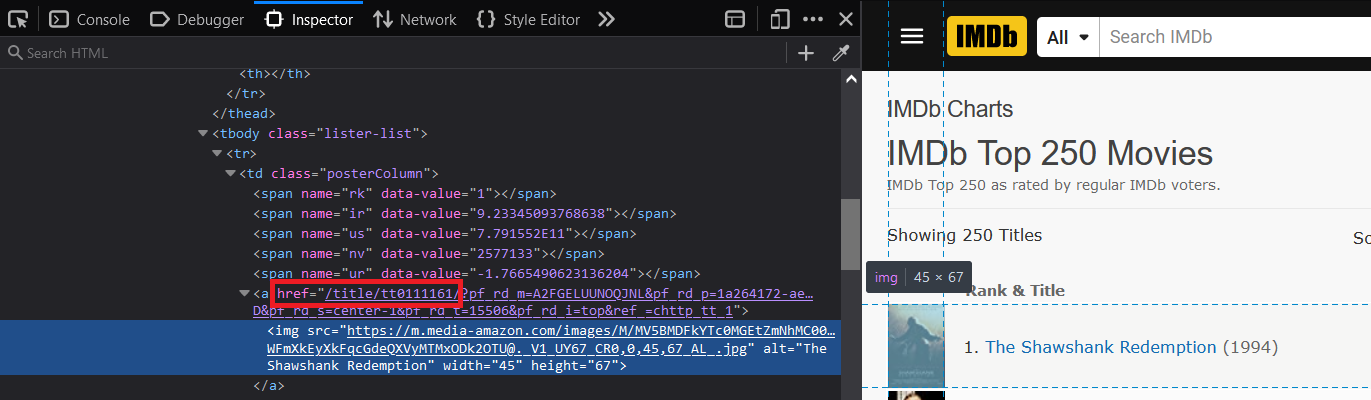 Console Debugger Inspector Network Style Editor
Search HTML
<th></th>
</tr>
</thead>
<tbody class="lister-list">
<tr>
<td class="posterColumn">
<span name="rk" data-value="1"></span>
<span name="ir" data-value="9.23345093768638"></span>
<span name="us" data-value="7.791552E11"></span>
<span name="nv" data-value="2577133"></span>
<span name="ur" data-value="-1.7665490623136204"></span>
<a href="/title/tt0111161/?pf_rd_m=A2FGELUUNOQJNL&pf_rd_p=1a264172-ae…
D&pf_rd_s=center-1&pf_rd_t=15506&pf_rd_i=top&ref_=chttp_tt_1">
<img src="https://m.media-amazon.com/images/M/MV5BMDFkYTc0MGEtZmNhMC00…
WFmXkEyXkFqcGdeQXVyMTMxODk2OTU@._V1_UY67_CR0,0,45,67_AL_.jpg" alt="The
Shawshank Redemption" width="45" height="67">
</a>
IMDb All Search IMDb
IMDb Charts
IMDb Top 250 Movies
IMDb Top 250 as rated by regular IMDb voters.
Showing 250 Titles
So
img 45 × 67
Rank & Title
1. The Shawshank Redemption (1994)